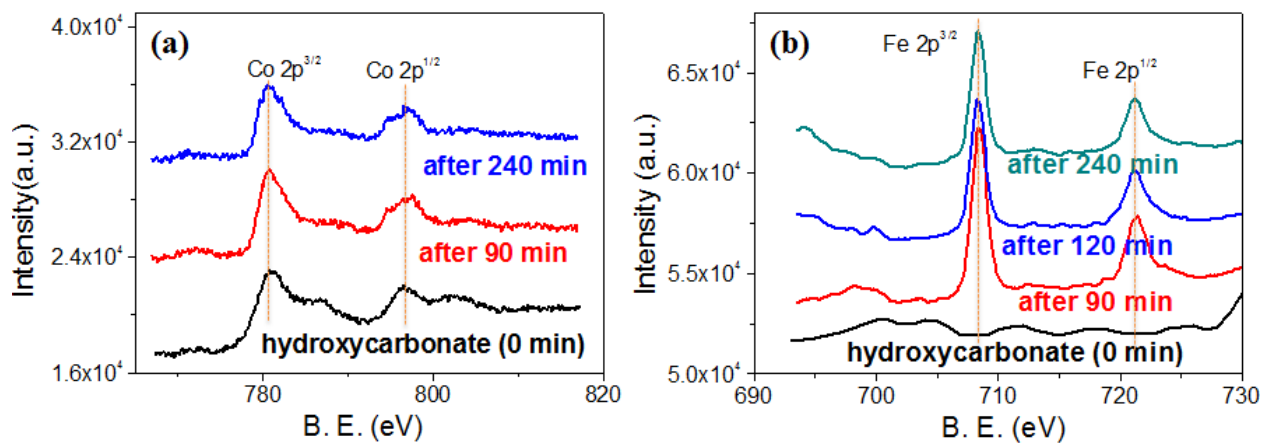 (a)
Co 2p3/2
Co 2p1/2
after 240 min
after 90 min
hydroxycarbonate (0 min)
4.0x10⁴
3.2x10⁴
2.4x10⁴
1.6x10⁴
Intensity(a.u.)
780
800
820
B. E. (eV)
(b)
Fe 2p3/2
Fe 2p1/2
after 240 min
after 120 min
after 90 min
hydroxycarbonate (0 min)
6.5x10⁴
6.0x10⁴
5.5x10⁴
5.0x10⁴
Intensity (a.u.)
690
700
710
720
730
B. E. (eV)